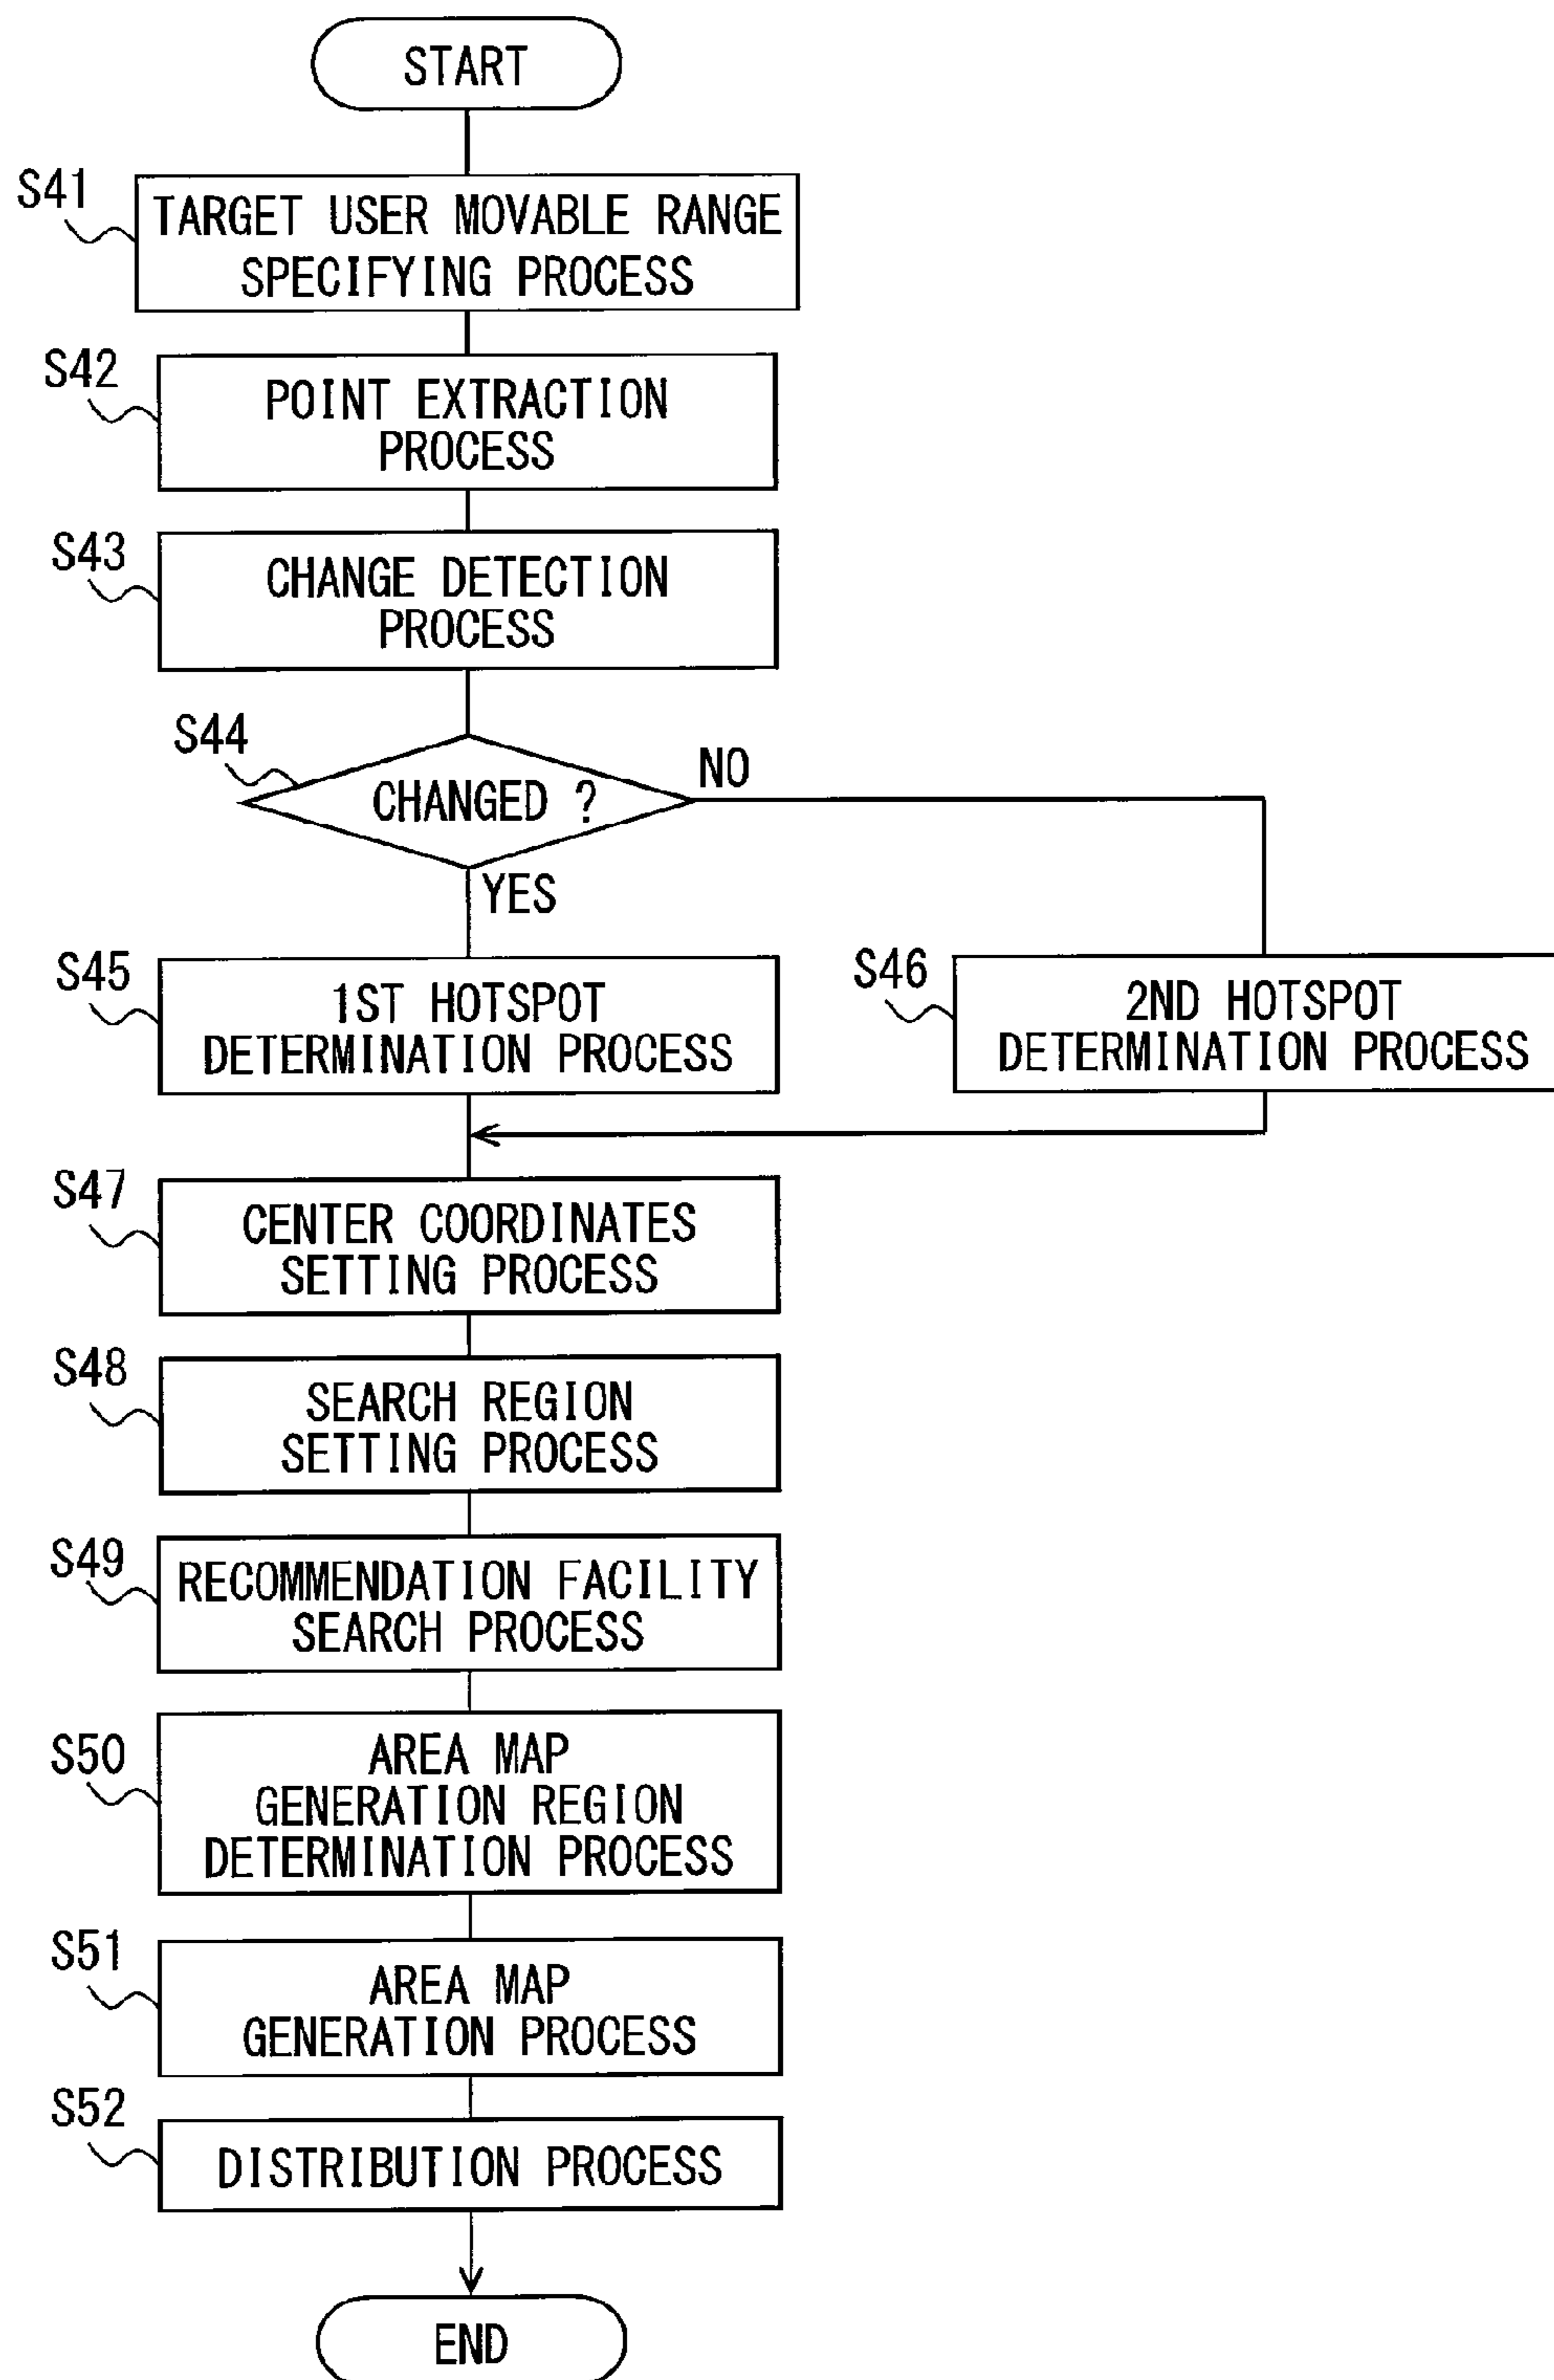 START
S41
TARGET USER MOVABLE RANGE
SPECIFYING PROCESS
S42
POINT EXTRACTION
PROCESS
S43
CHANGE DETECTION
PROCESS
S44
CHANGED ?
NO
YES
S45
1ST HOTSPOT
DETERMINATION PROCESS
S46
2ND HOTSPOT
DETERMINATION PROCESS
S47
CENTER COORDINATES
SETTING PROCESS
S48
SEARCH REGION
SETTING PROCESS
S49
RECOMMENDATION FACILITY
SEARCH PROCESS
S50
AREA MAP
GENERATION REGION
DETERMINATION PROCESS
S51
AREA MAP
GENERATION PROCESS
S52
DISTRIBUTION PROCESS
END